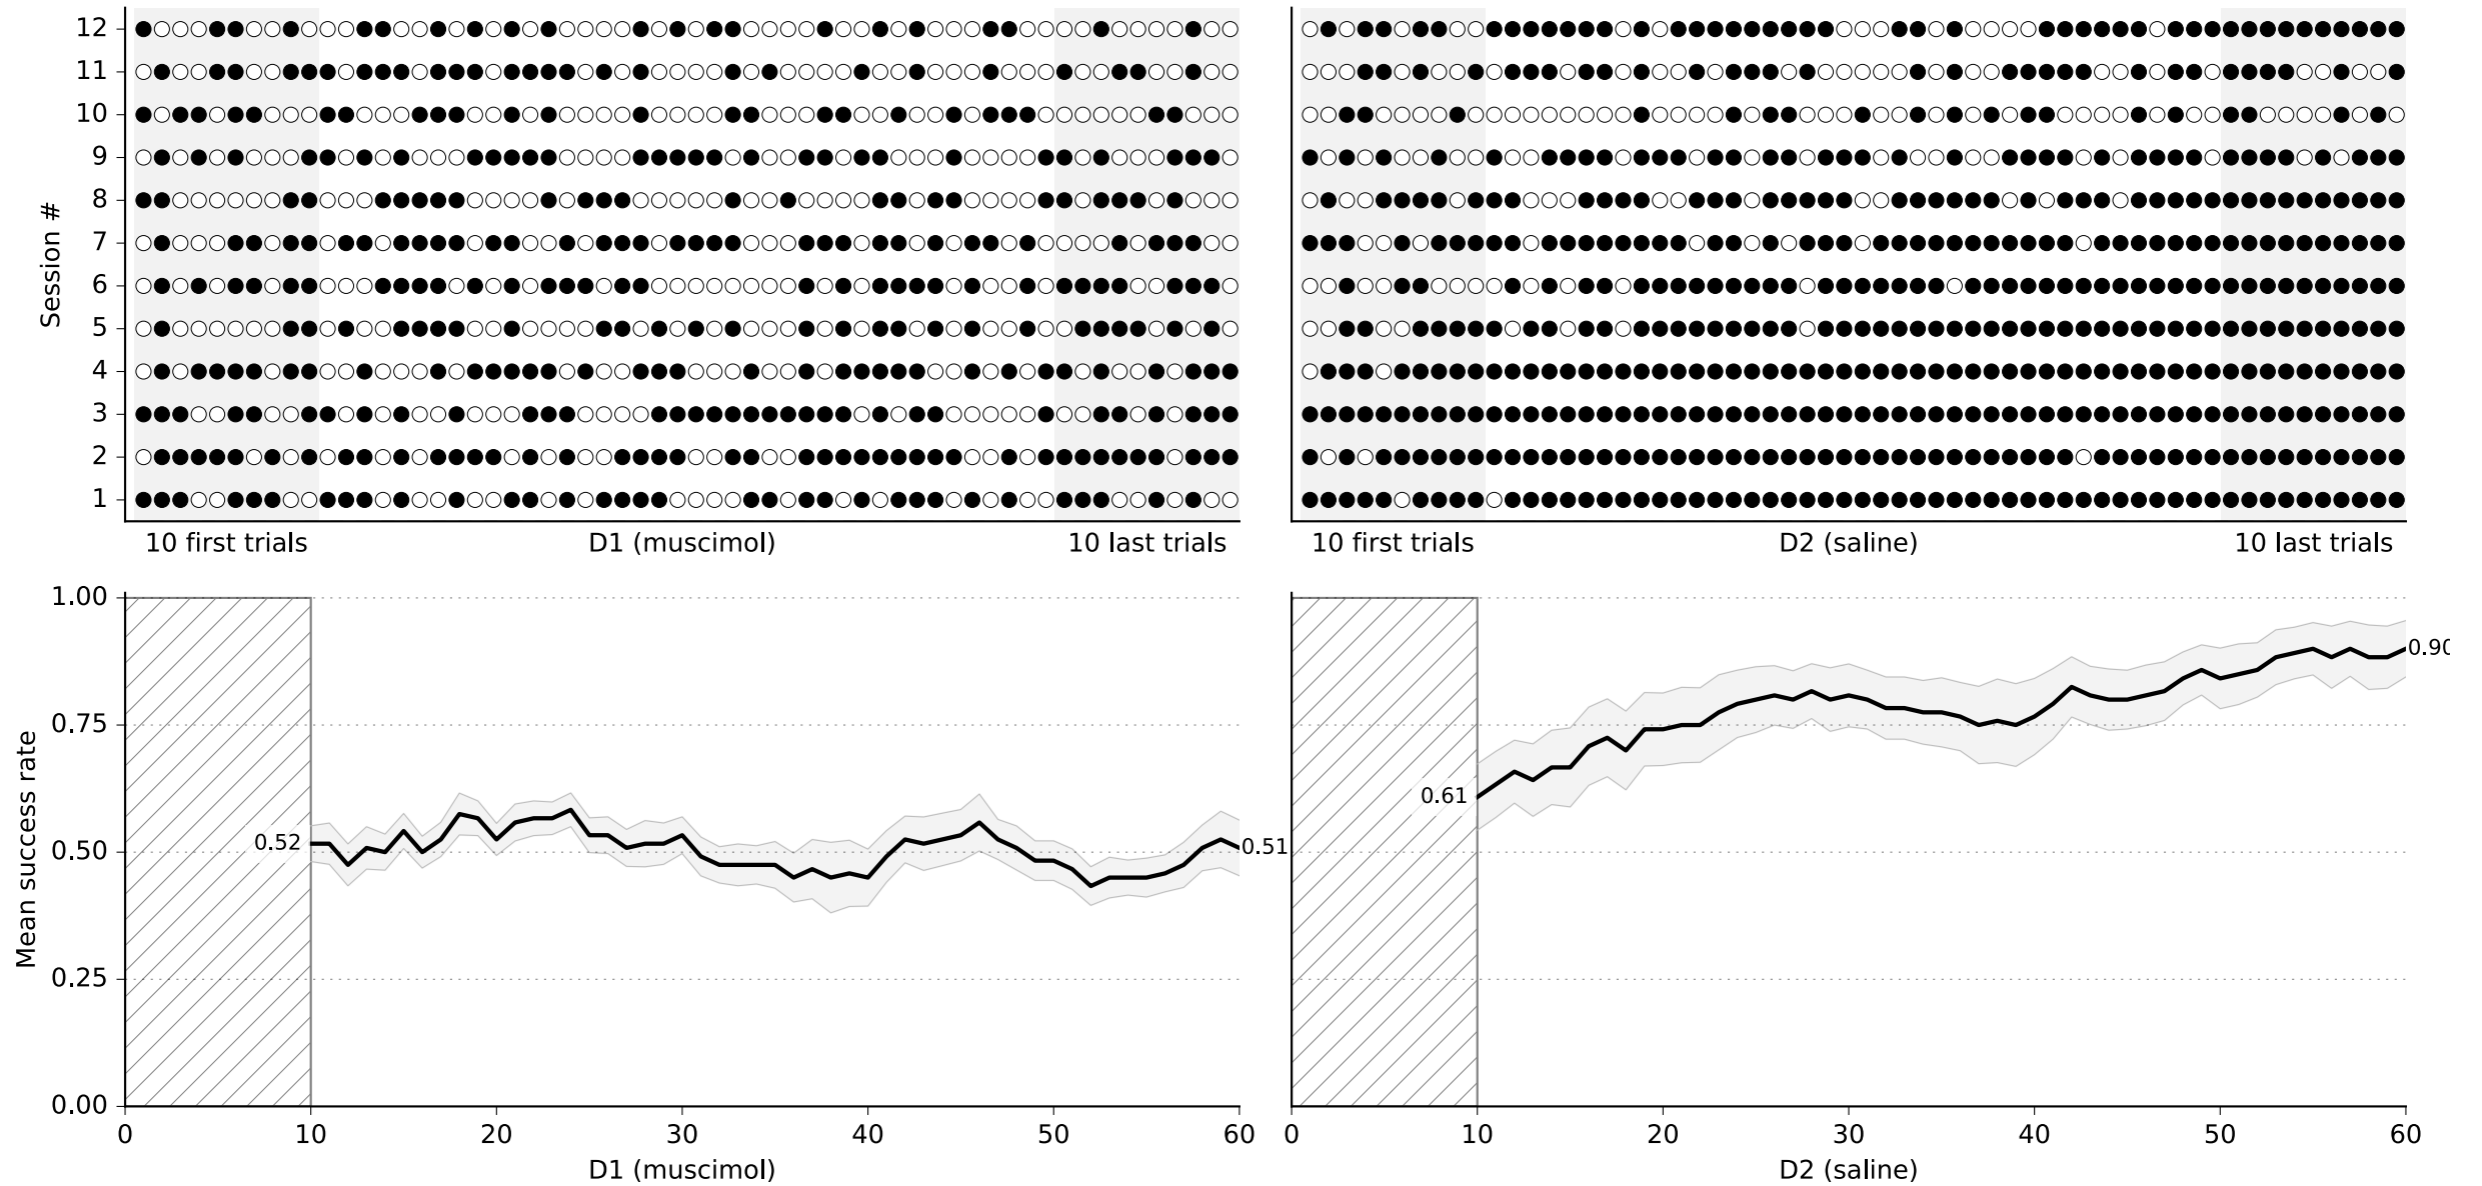 12
11
10
9
8
7
6
5
4
3
2
1
Session #
10 first trials D1 (muscimol) 10 last trials
10 first trials D2 (saline) 10 last trials
1.00
0.75
0.50
0.25
0.00
Mean success rate
0.52
0.51
0 10 20 30 40 50 60
D1 (muscimol)
0.61
0.90
0 10 20 30 40 50 60
D2 (saline)